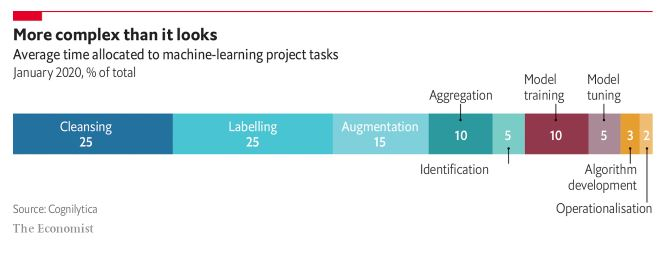 More complex than it looks
Average time allocated to machine-learning project tasks
January 2020, % of total
Aggregation
Model
training
Model
tuning
Cleansing
25
Labelling
25
Augmentation
15
10
5
10
5
3
2
Identification
Algorithm
development
Operationalisation
Source: Cognilytica
The Economist